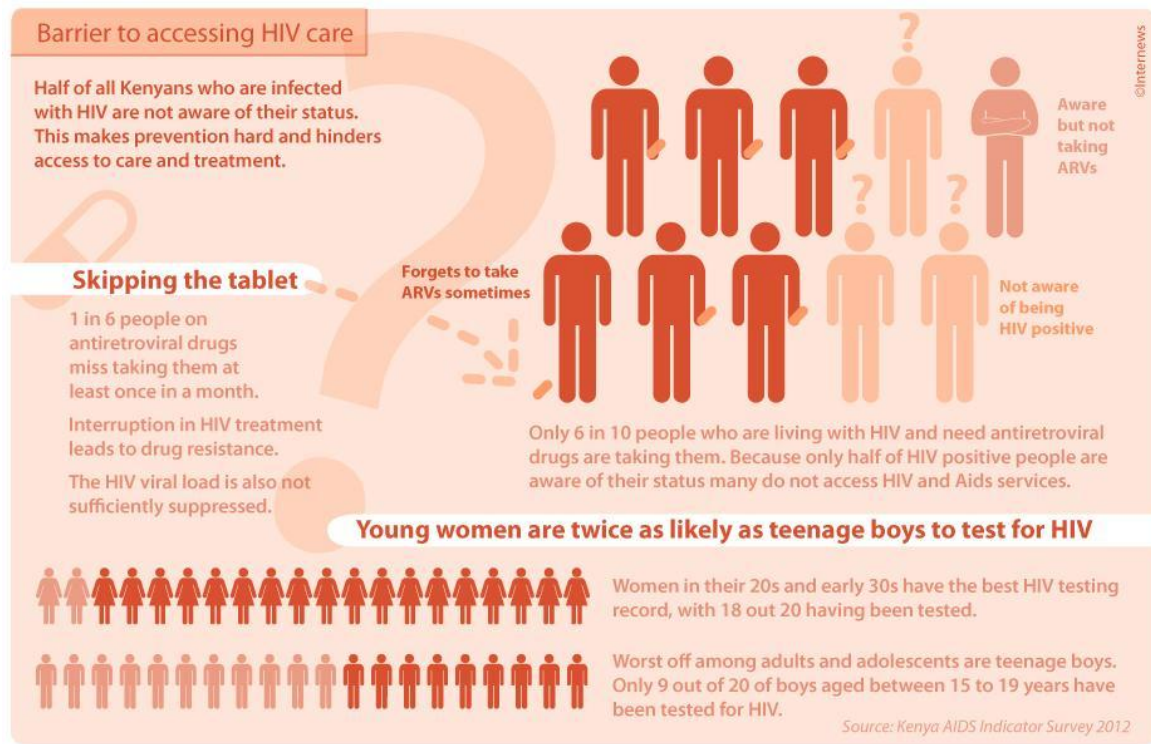 Barrier to accessing HIV care
Half of all Kenyans who are infected
with HIV are not aware of their status.
This makes prevention hard and hinders
access to care and treatment.
?
©Internews
Aware
but not
taking
ARVs
? ?
Skipping the tablet
1 in 6 people on
antiretroviral drugs
miss taking them at
least once in a month.
Interruption in HIV treatment
leads to drug resistance.
The HIV viral load is also not
sufficiently suppressed.
?
Forgets to take
ARVs sometimes
Not aware
of being
HIV positive
Only 6 in 10 people who are living with HIV and need antiretroviral
drugs are taking them. Because only half of HIV positive people are
aware of their status many do not access HIV and Aids services.
Young women are twice as likely as teenage boys to test for HIV
Women in their 20s and early 30s have the best HIV testing
record, with 18 out 20 having been tested.
Worst off among adults and adolescents are teenage boys.
Only 9 out of 20 of boys aged between 15 to 19 years have
been tested for HIV.
Source: Kenya AIDS Indicator Survey 2012